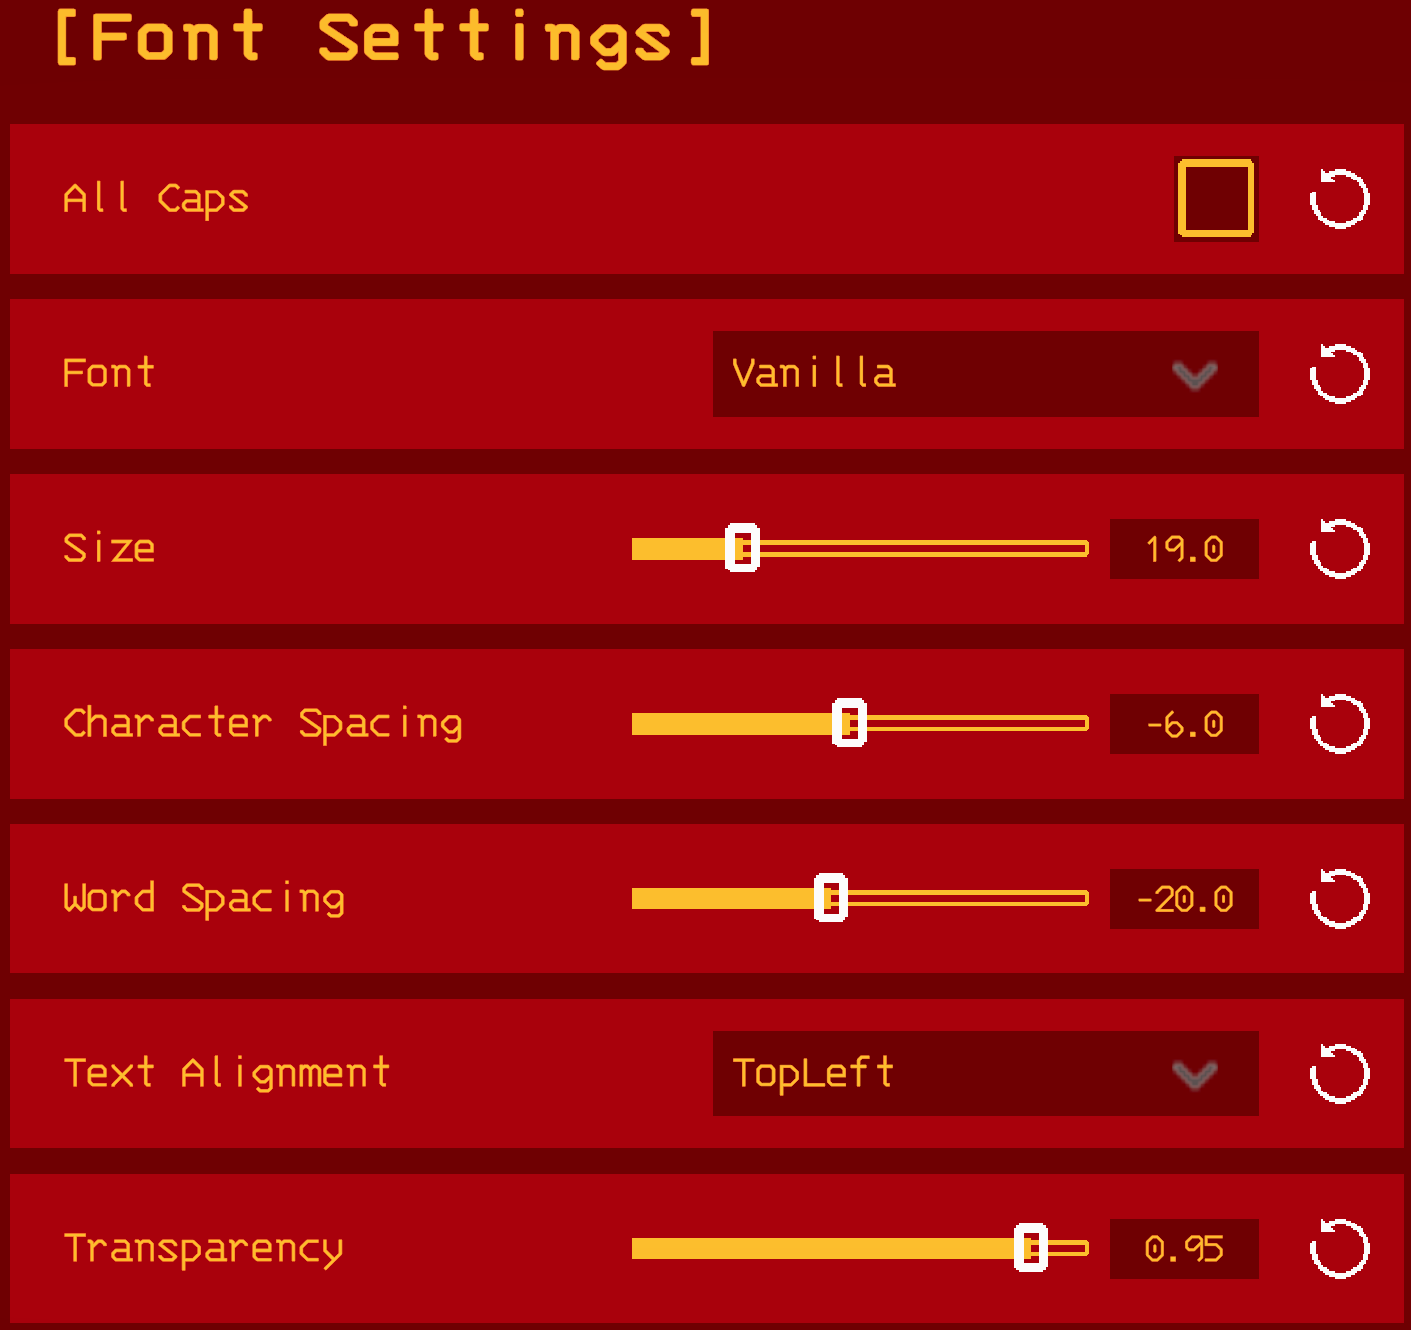 [Font Settings]
All Caps
Font Vanilla
Size 19.0
Character Spacing -6.0
Word Spacing -20.0
Text Alignment TopLeft
Transparency 0.95